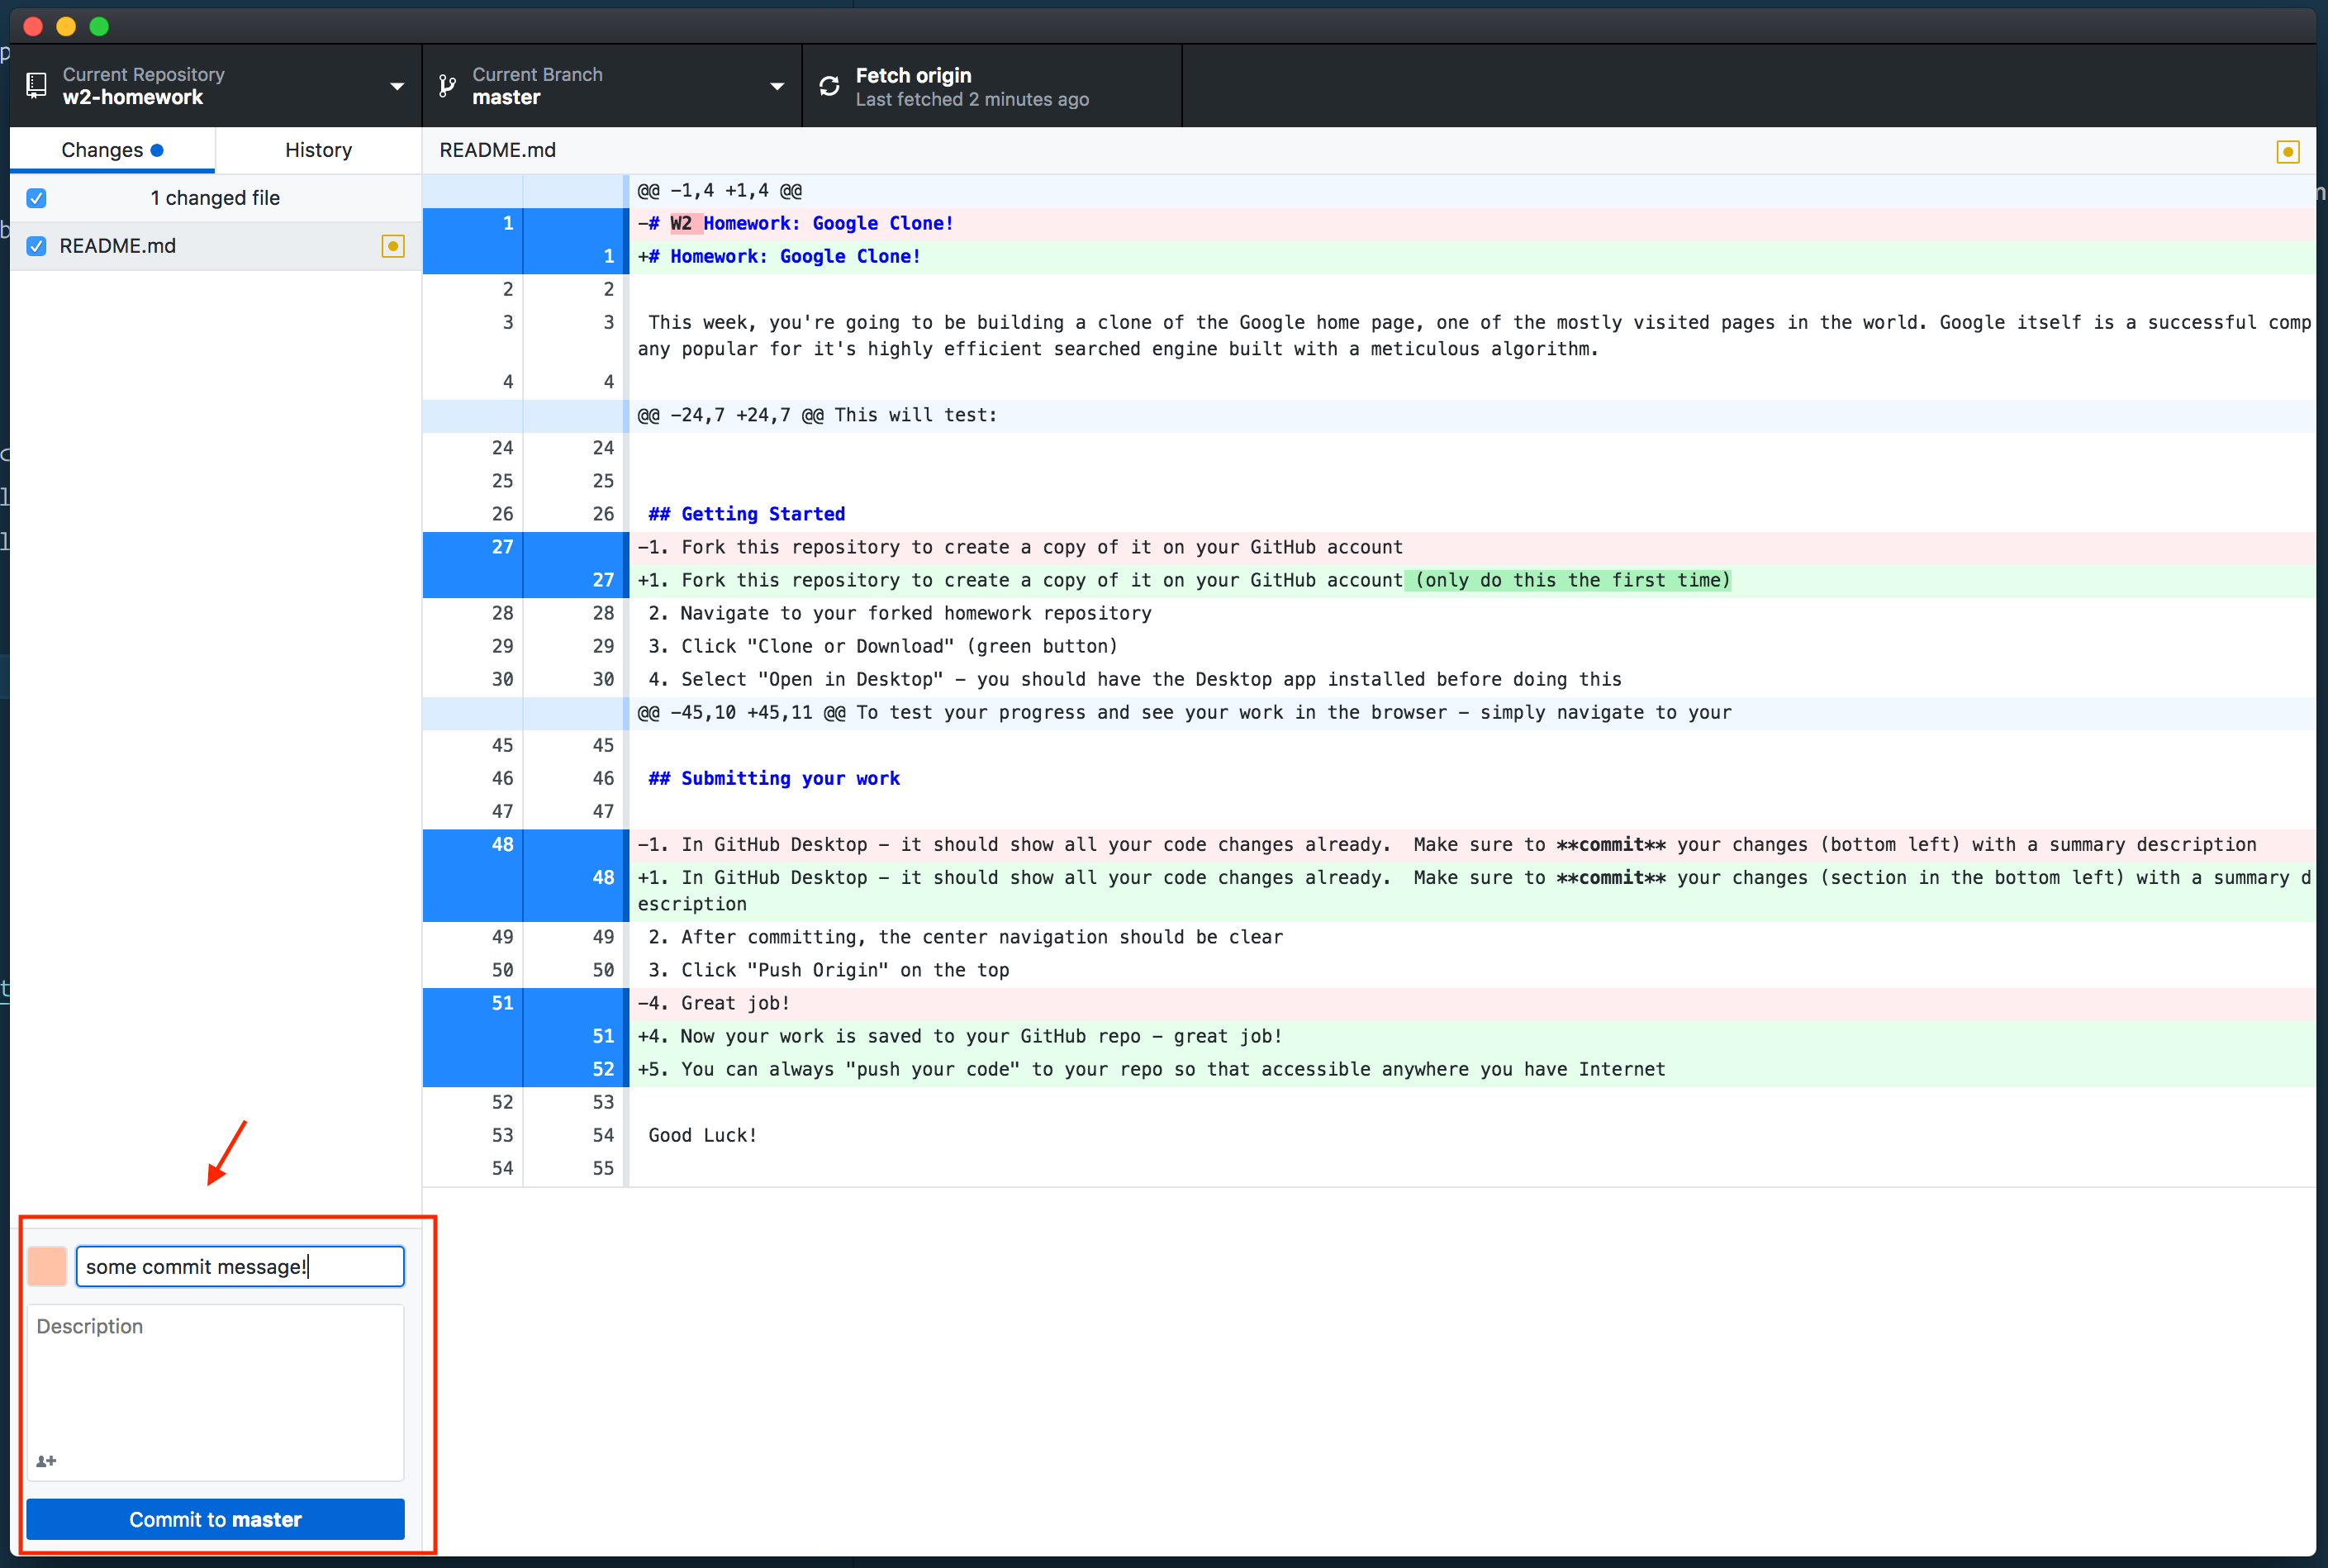 Current Repository
w2-homework
Current Branch
master
Fetch origin
Last fetched 2 minutes ago
Changes
History
README.md
1 changed file
README.md
@@ -1,4 +1,4 @@
1 -# W2 Homework: Google Clone!
1 +# Homework: Google Clone!
2 2
3 3 This week, you're going to be building a clone of the Google home page, one of the mostly visited pages in the world. Google itself is a successful comp
any popular for it's highly efficient searched engine built with a meticulous algorithm.
4 4
@@ -24,7 +24,7 @@ This will test:
24 24
25 25
26 26 ## Getting Started
27 -1. Fork this repository to create a copy of it on your GitHub account
27 +1. Fork this repository to create a copy of it on your GitHub account (only do this the first time)
28 28 2. Navigate to your forked homework repository
29 29 3. Click "Clone or Download" (green button)
30 30 4. Select "Open in Desktop" – you should have the Desktop app installed before doing this
@@ -45,10 +45,11 @@ To test your progress and see your work in the browser – simply navigate to your
45 45
46 46 ## Submitting your work
47 47
48 -1. In GitHub Desktop – it should show all your code changes already.  Make sure to **commit** your changes (bottom left) with a summary description
48 +1. In GitHub Desktop – it should show all your code changes already.  Make sure to **commit** your changes (section in the bottom left) with a summary d
escription
49 49 2. After committing, the center navigation should be clear
50 50 3. Click "Push Origin" on the top
51 -4. Great job!
51 +4. Now your work is saved to your GitHub repo – great job!
52 +5. You can always "push your code" to your repo so that accessible anywhere you have Internet
52 53
53 54 Good Luck!
54 55
some commit message!
Description
Commit to master